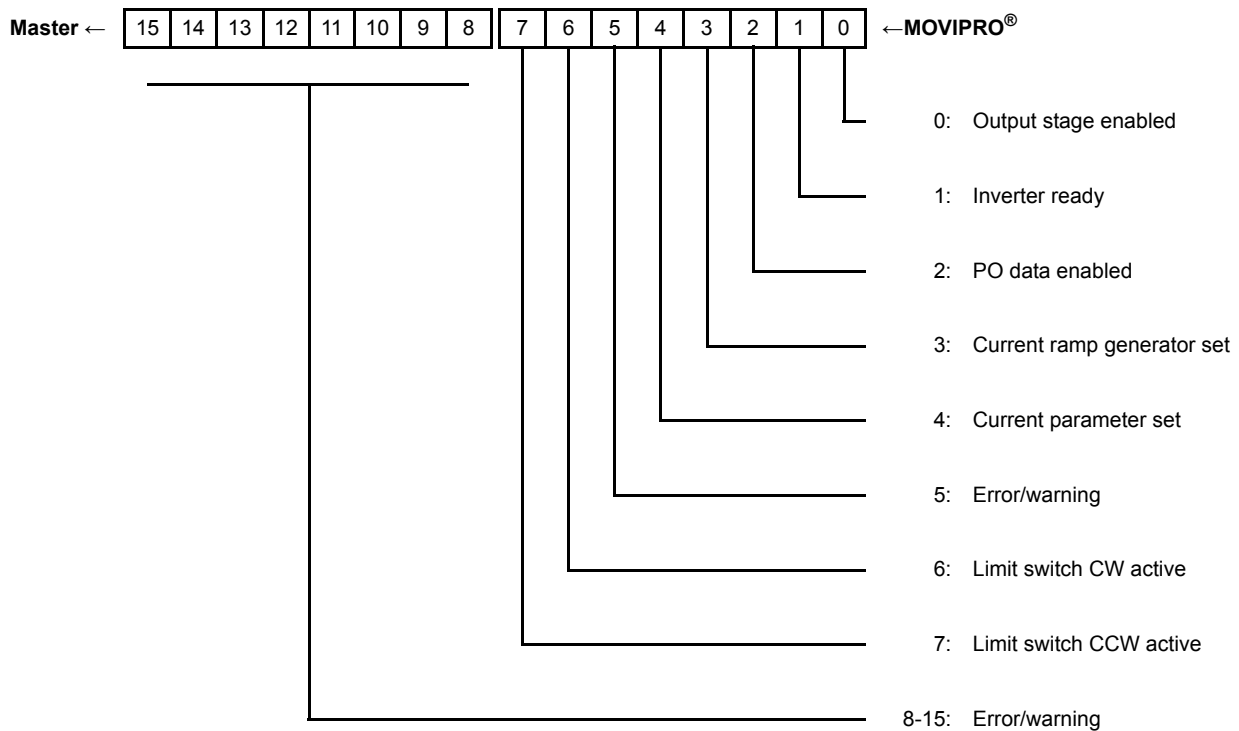 Master ← 15 14 13 12 11 10 9 8 7 6 5 4 3 2 1 0 ←MOVIPRO®
0: Output stage enabled
1: Inverter ready
2: PO data enabled
3: Current ramp generator set
4: Current parameter set
5: Error/warning
6: Limit switch CW active
7: Limit switch CCW active
8-15: Error/warning